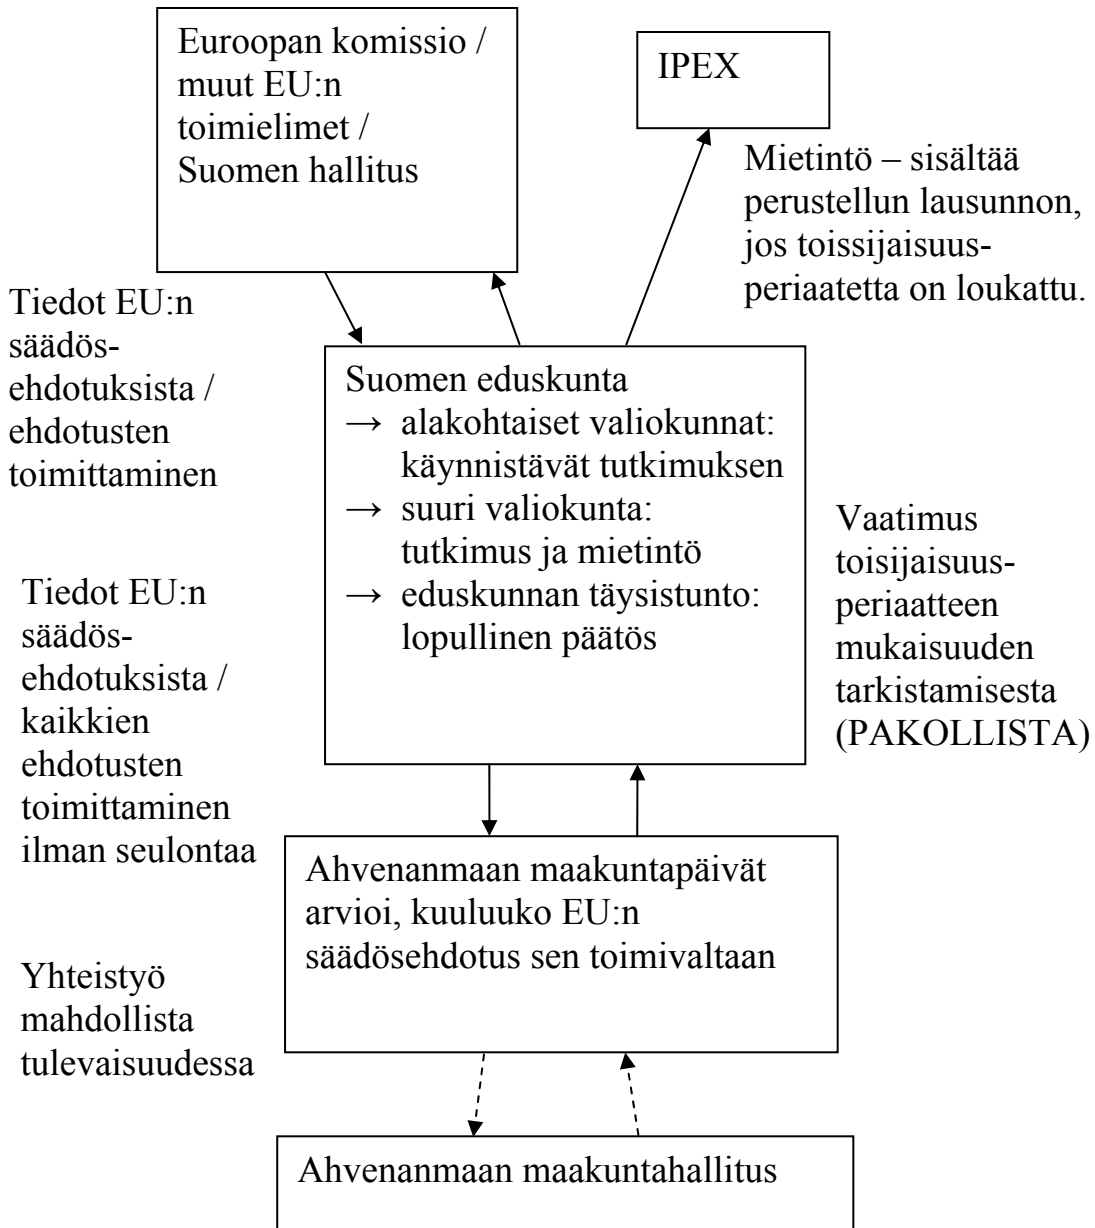 Euroopan komissio /
muut EU:n
toimielimet /
Suomen hallitus
IPEX
Mietintö – sisältää
perustellun lausunnon,
jos toissijaisuus-
periaatetta on loukattu.
Tiedot EU:n
säädös-
ehdotuksista /
ehdotusten
toimittaminen
Suomen eduskunta
→ alakohtaiset valiokunnat:
käynnistävät tutkimuksen
→ suuri valiokunta:
tutkimus ja mietintö
→ eduskunnan täysistunto:
lopullinen päätös
Vaatimus
toisijaisuus-
periaatteen
mukaisuuden
tarkistamisesta
(PAKOLLISTA)
Tiedot EU:n
säädös-
ehdotuksista /
kaikkien
ehdotusten
toimittaminen
ilman seulontaa
Ahvenanmaan maakuntapäivät
arvioi, kuuluuko EU:n
säädösehdotus sen toimivaltaan
Yhteistyö
mahdollista
tulevaisuudessa
Ahvenanmaan maakuntahallitus